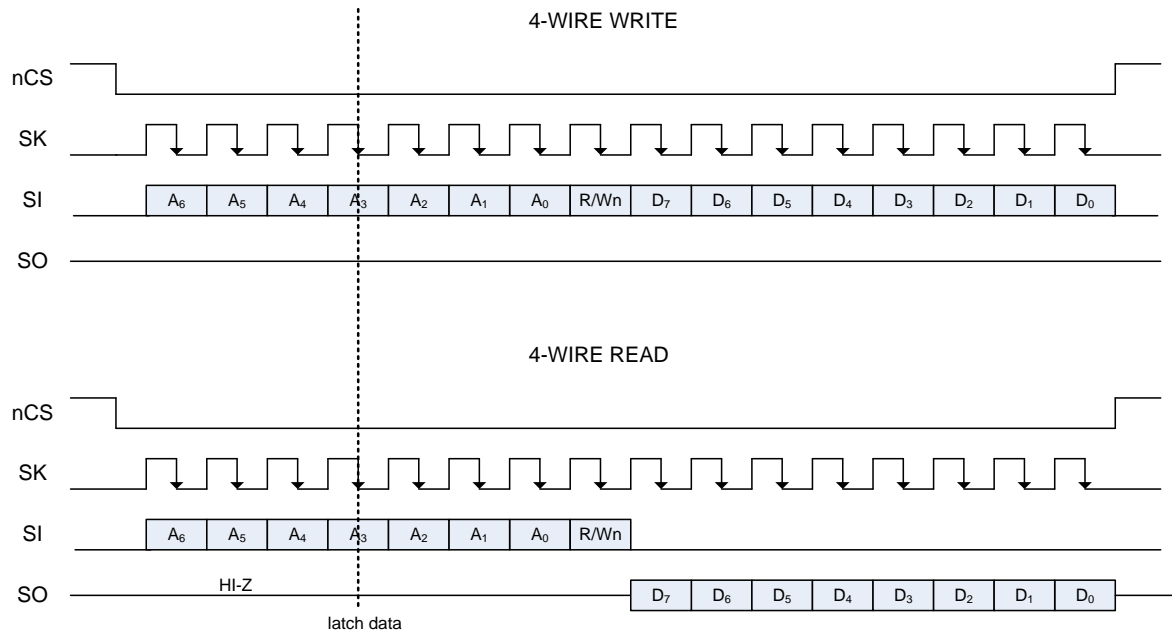 4-WIRE WRITE
nCS
SK
SI A₆ A₅ A₄ A₃ A₂ A₁ A₀ R/Wn D₇ D₆ D₅ D₄ D₃ D₂ D₁ D₀
SO
4-WIRE READ
nCS
SK
SI A₆ A₅ A₄ A₃ A₂ A₁ A₀ R/Wn
SO HI-Z D₇ D₆ D₅ D₄ D₃ D₂ D₁ D₀
latch data